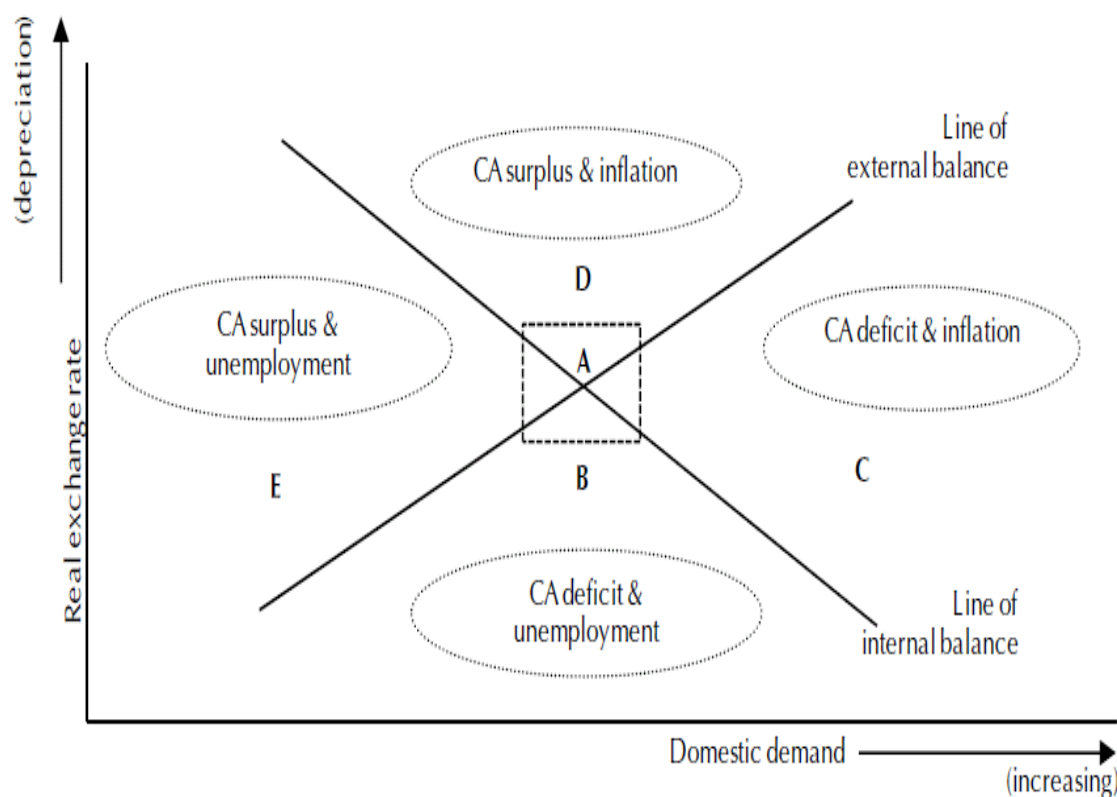 (depreciation)
Real exchange rate
CA surplus & inflation
Line of
external balance
D
CA surplus &
unemployment
CA deficit & inflation
A
E
B
C
CA deficit &
unemployment
Line of
internal balance
Domestic demand
(increasing)